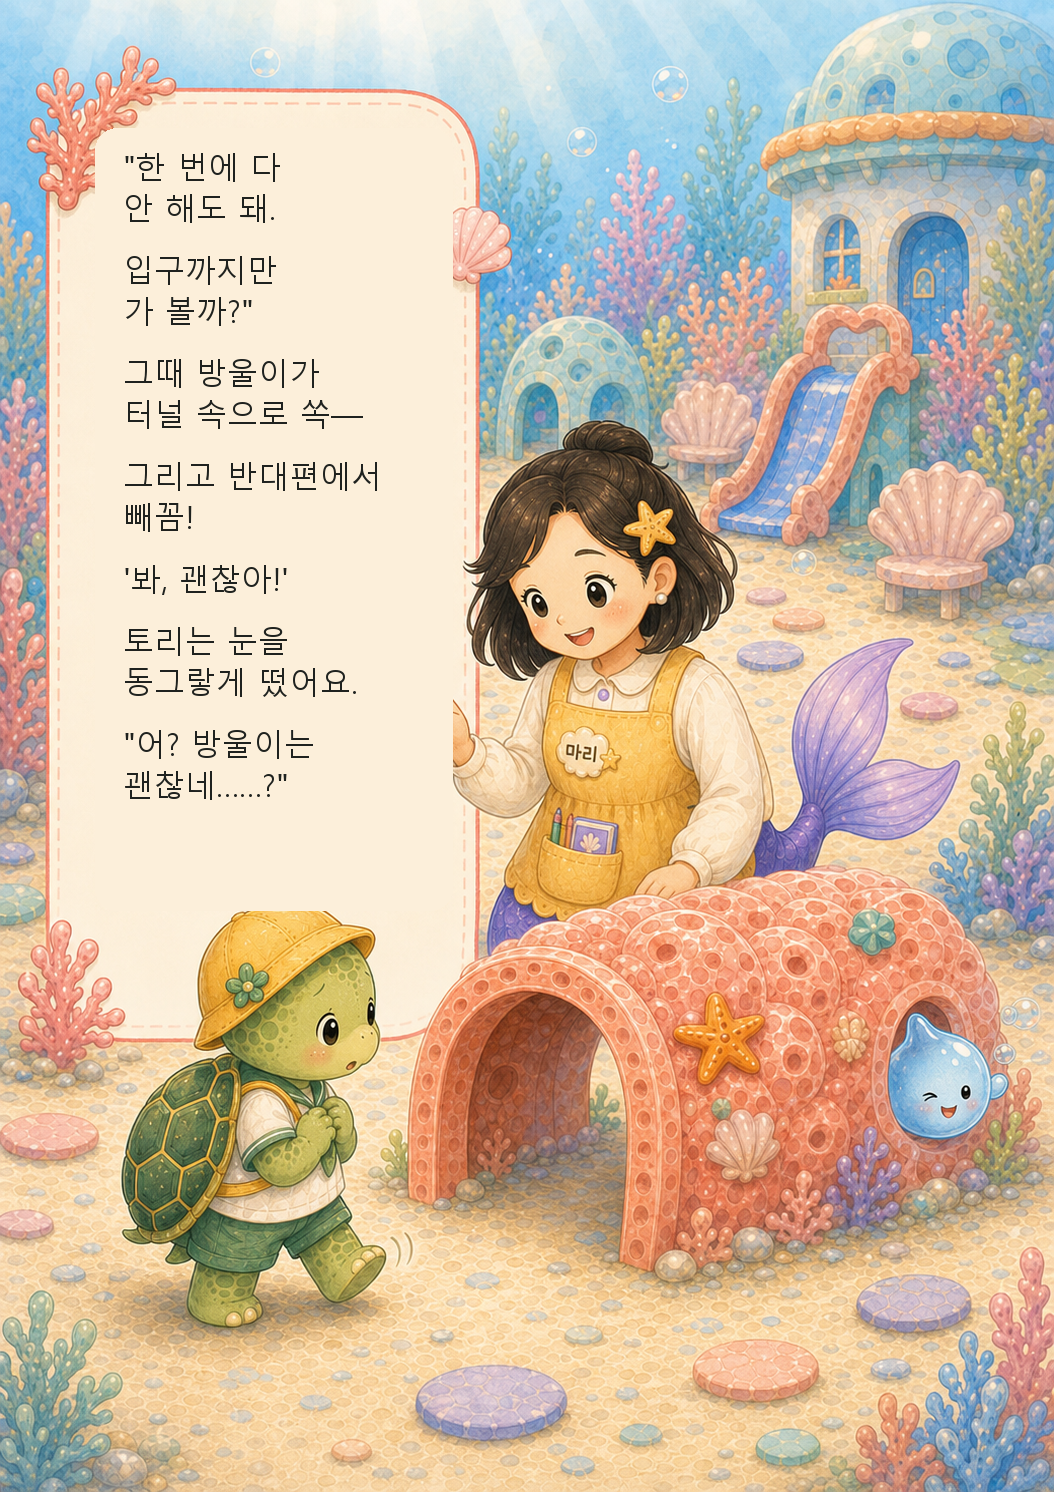 "한 번에 다
안 해도 돼.
입구까지만
가 볼까?"
그때 방울이가
터널 속으로 쏙—
그리고 반대편에서
빼꼼!
'봐, 괜찮아!'
토리는 눈을
동그랗게 떴어요.
"어? 방울이는
괜찮네……?"
마리